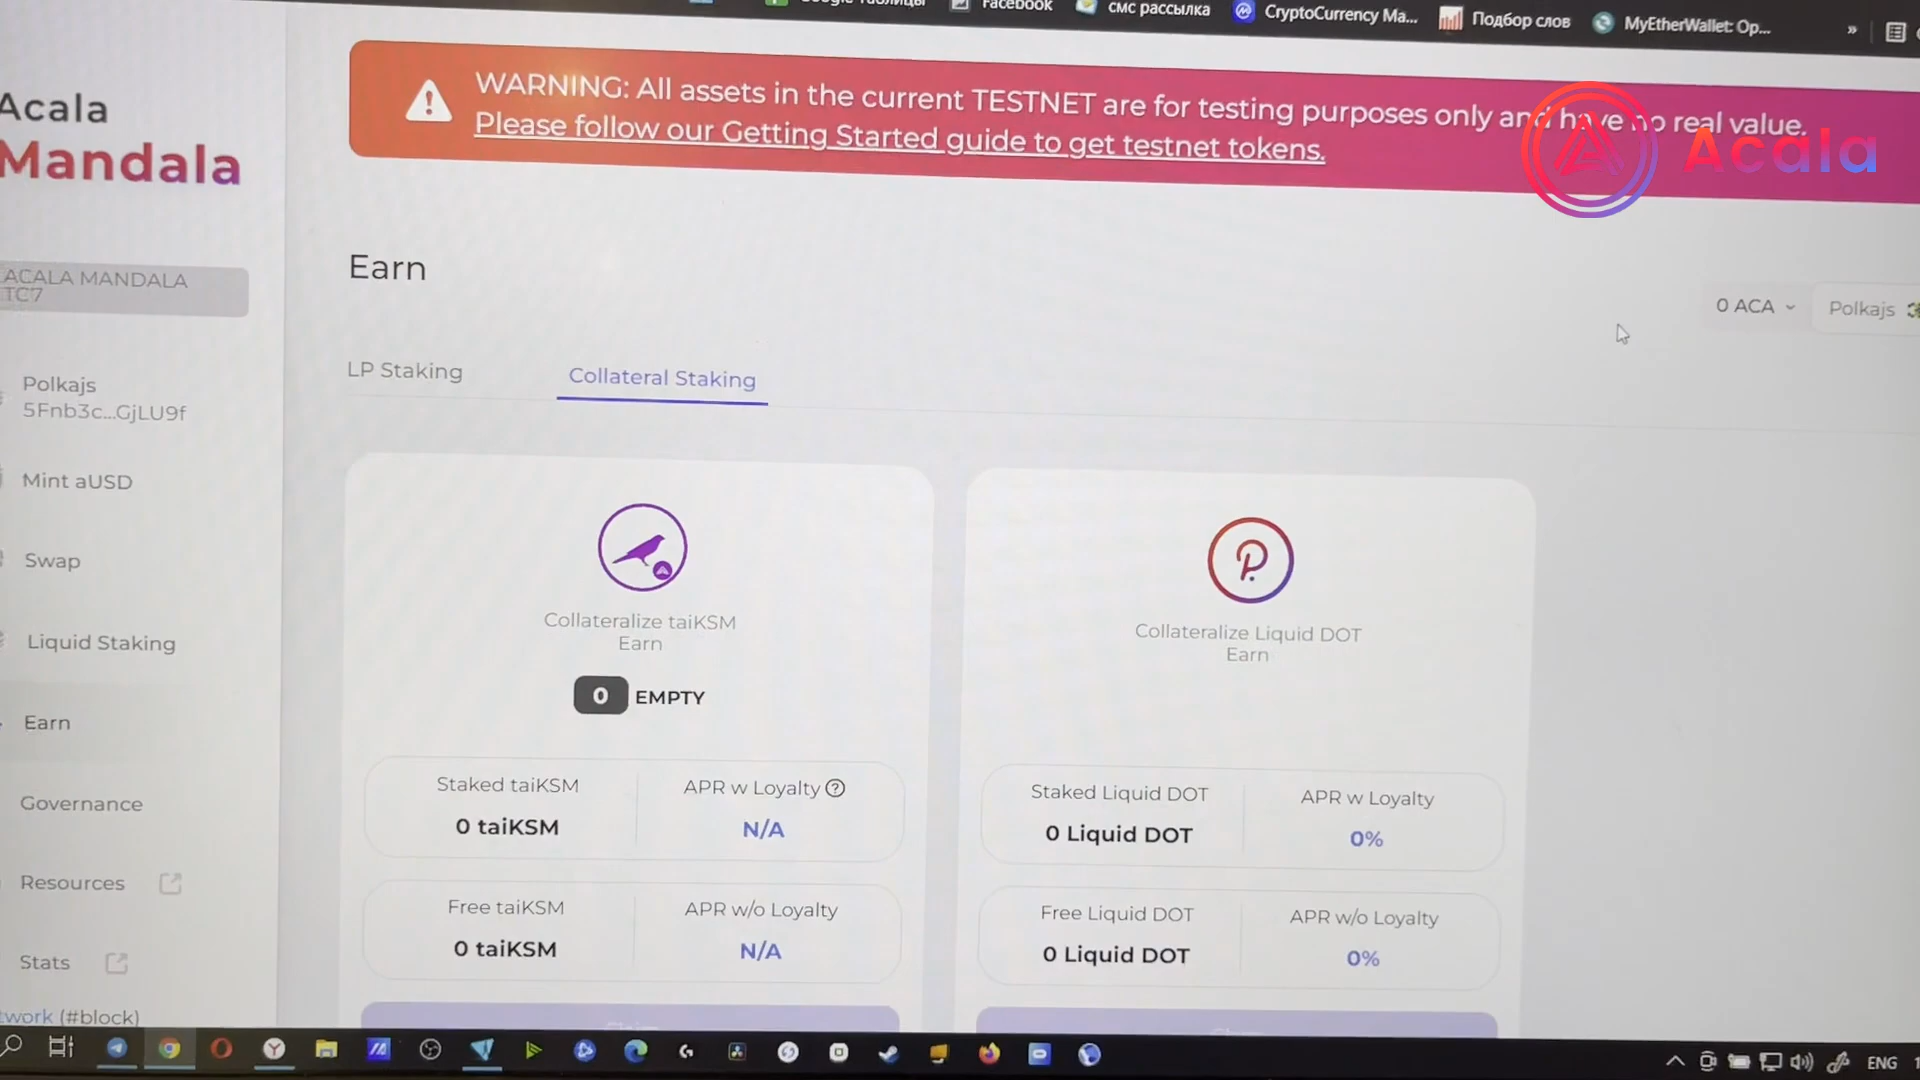 Facebook
смс рассылка
CryptoCurrency Ma...
Подбор слов
MyEtherWallet: Op...
»
Acala
Mandala
WARNING: All assets in the current TESTNET are for testing purposes only and have no real value.
Please follow our Getting Started guide to get testnet tokens.
Acala
ACALA MANDALA
TC7
Earn
0 ACA
Polkajs
LP Staking
Collateral Staking
Polkajs
5Fnb3c...GjLU9f
Mint aUSD
Swap
Liquid Staking
Earn
Governance
Resources
Stats
twork (#block)
Collateralize taiKSM
Earn
0 EMPTY
Staked taiKSM
0 taiKSM
APR w Loyalty
N/A
Free taiKSM
0 taiKSM
APR w/o Loyalty
N/A
Collateralize Liquid DOT
Earn
Staked Liquid DOT
0 Liquid DOT
APR w Loyalty
0%
Free Liquid DOT
0 Liquid DOT
APR w/o Loyalty
0%
ENG